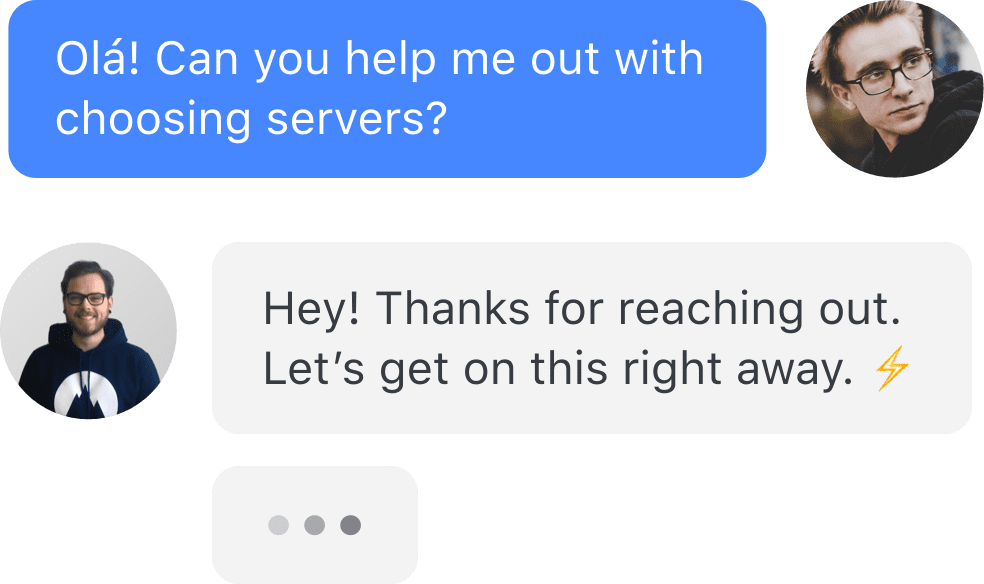 Olá! Can you help me out with
choosing servers?
Hey! Thanks for reaching out.
Let’s get on this right away. ⚡